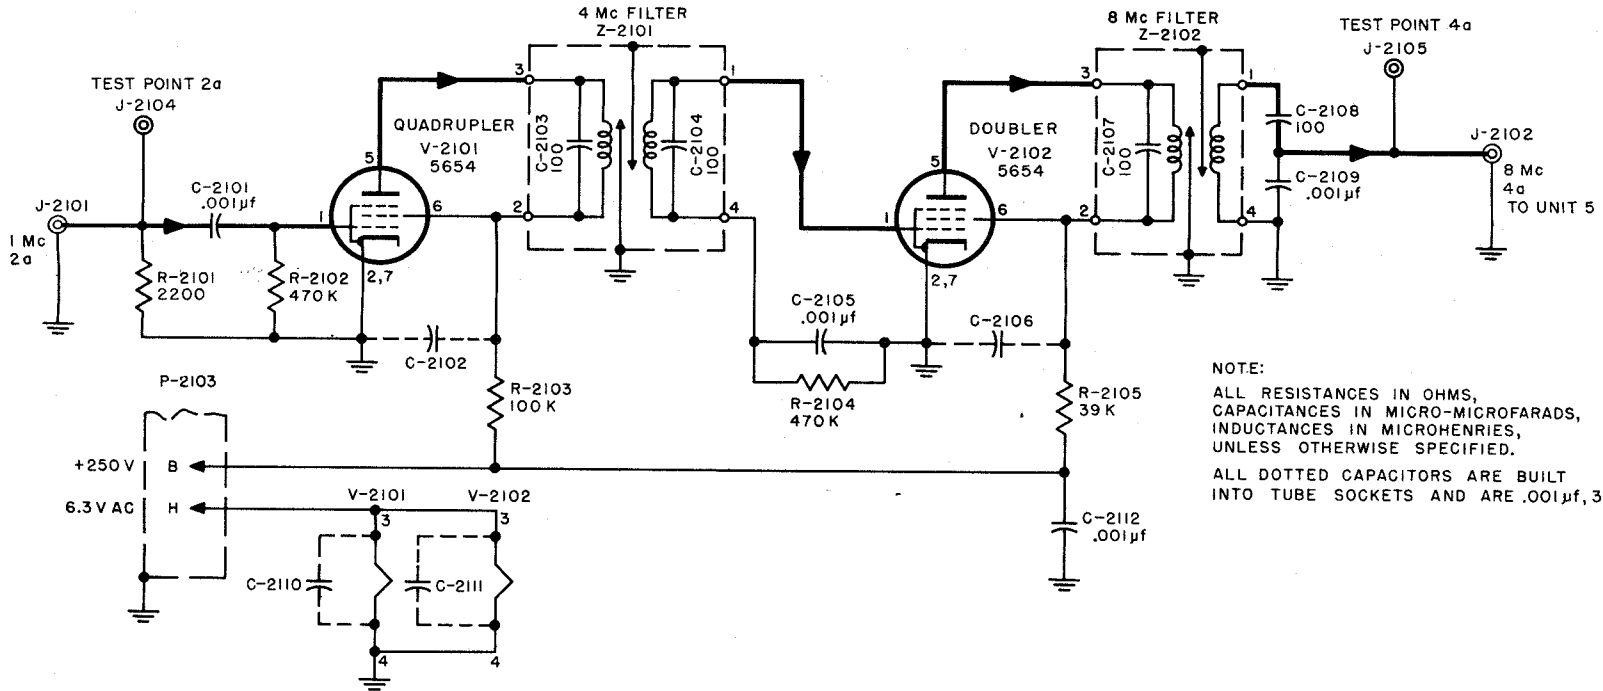 4 Mc FILTER
Z-2101
8 Mc FILTER
Z-2102
TEST POINT 4a
J-2105
TEST POINT 2a
J-2104
3
1
3
1
C-2103
100
C-2104
100
QUADRUPLER
V-2101
5654
DOUBLER
V-2102
5654
C-2107
100
C-2108
100
J-2102
8 Mc
4a
TO UNIT 5
C-2109
.001μf
5
5
C-2101
.001μf
J-2101
1 Mc
2a
1
6
2
4
1
6
2
4
2,7
2,7
R-2101
2200
R-2102
470K
C-2102
C-2105
.001μf
C-2106
R-2103
100K
R-2104
470K
R-2105
39K
P-2103
+250V
B
6.3VAC
H
V-2101
V-2102
3
3
C-2110
C-2111
4
4
C-2112
.001μf
NOTE:
ALL RESISTANCES IN OHMS,
CAPACITANCES IN MICRO-MICROFARADS,
INDUCTANCES IN MICROHENRIES,
UNLESS OTHERWISE SPECIFIED.
ALL DOTTED CAPACITORS ARE BUILT
INTO TUBE SOCKETS AND ARE .001μf, 3